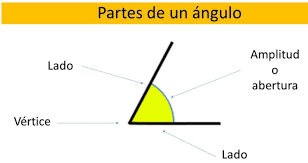 Partes de un ángulo
Lado
Amplitud
o
abertura
Vértice
Lado